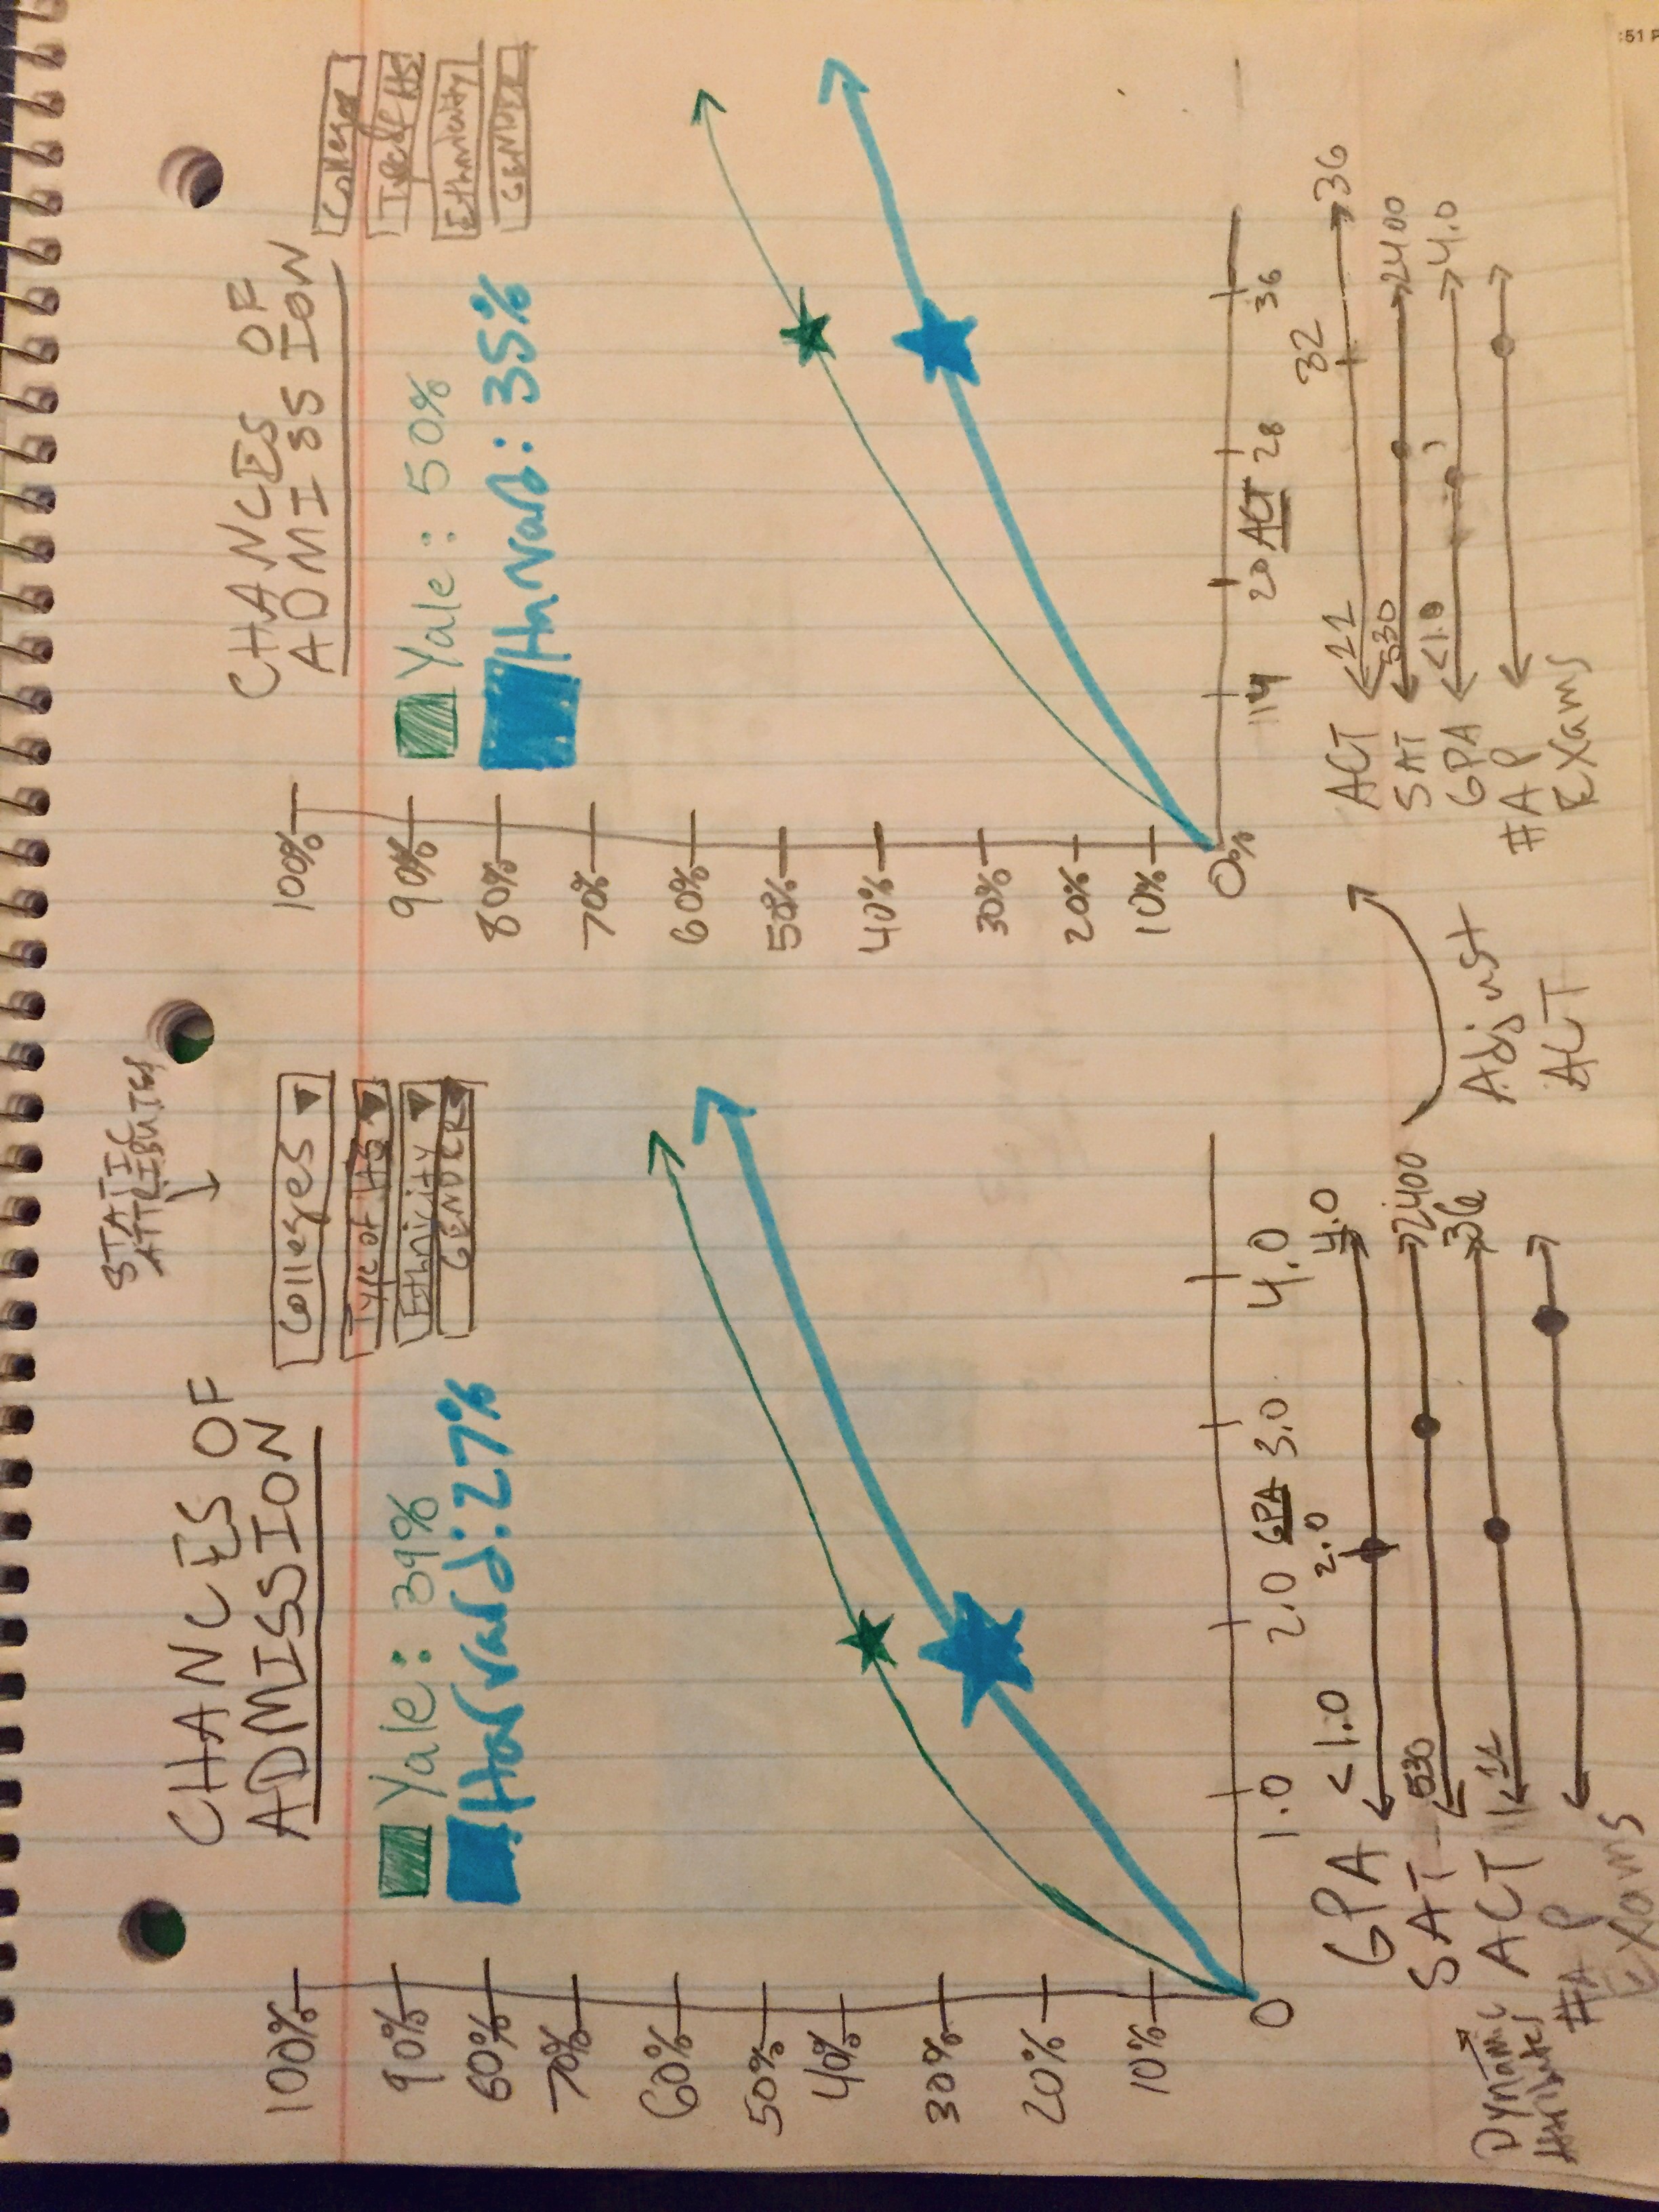 STATIC
ATTRIBUTES
CHANCES OF
ADMISSION
Colleges
Type of HS
Ethnicity
GENDER
Yale: 39%
Harvard: 27%
100%
90%
80%
70%
60%
50%
40%
30%
20%
10%
0
1.0
2.0
GPA
3.0
4.0
GPA
<1.0
2.0
4.0
SAT
530
2400
ACT
11
36
#AP
Exams
Dynamic
Adjust
ACT
CHANCES OF
ADMISSION
College
Type of HS
Ethnicity
GENDER
Yale: 50%
Harvard: 35%
100%
90%
80%
70%
60%
50%
40%
30%
20%
10%
0%
20
ACT
28
36
ACT
<11
32
36
SAT
530
2400
GPA
<1.0
4.0
#AP
Exams